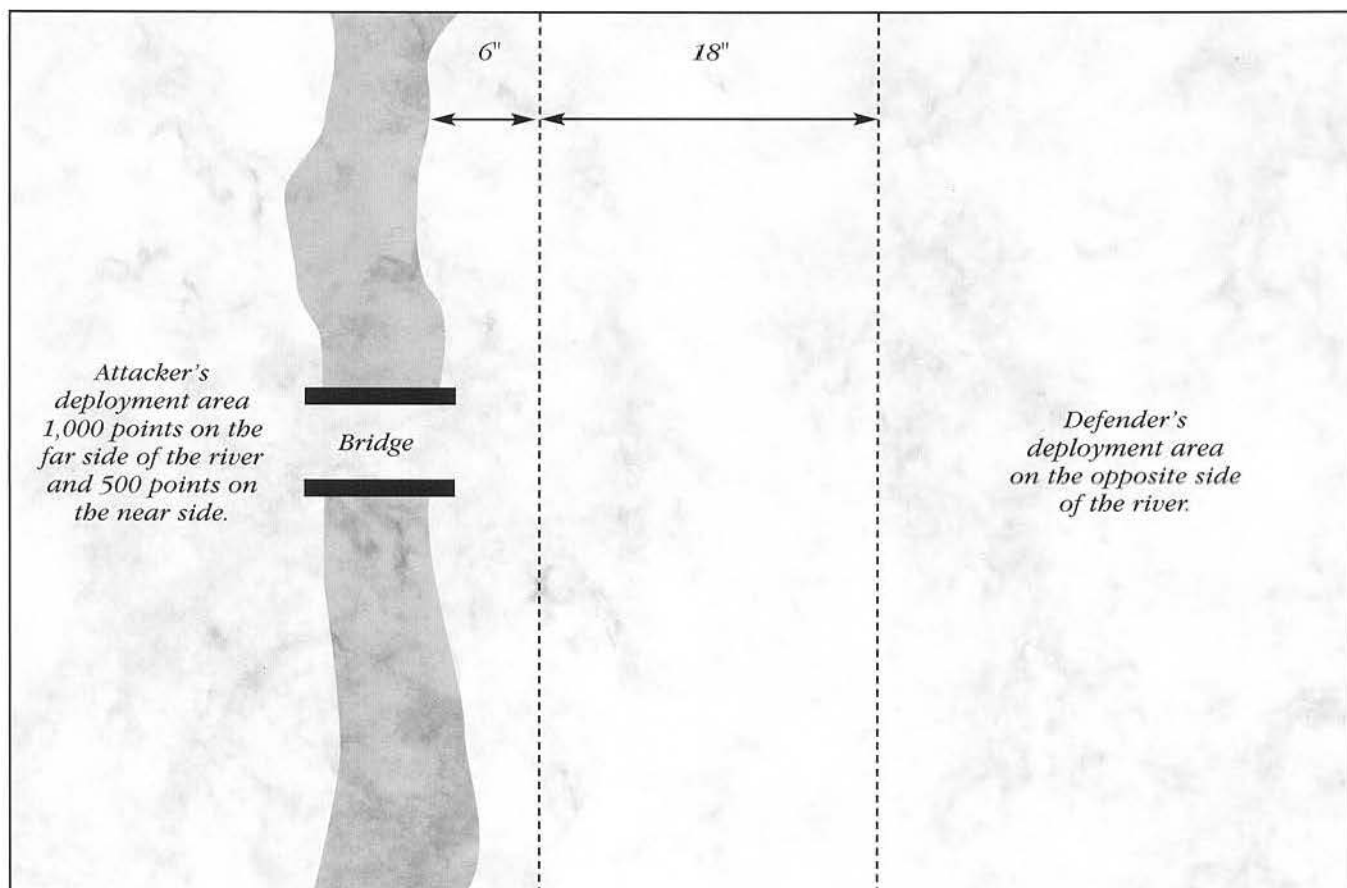 6"
18"
Attacker's
deployment area
1,000 points on the
far side of the river
and 500 points on
the near side.
Bridge
Defender's
deployment area
on the opposite side
of the river.